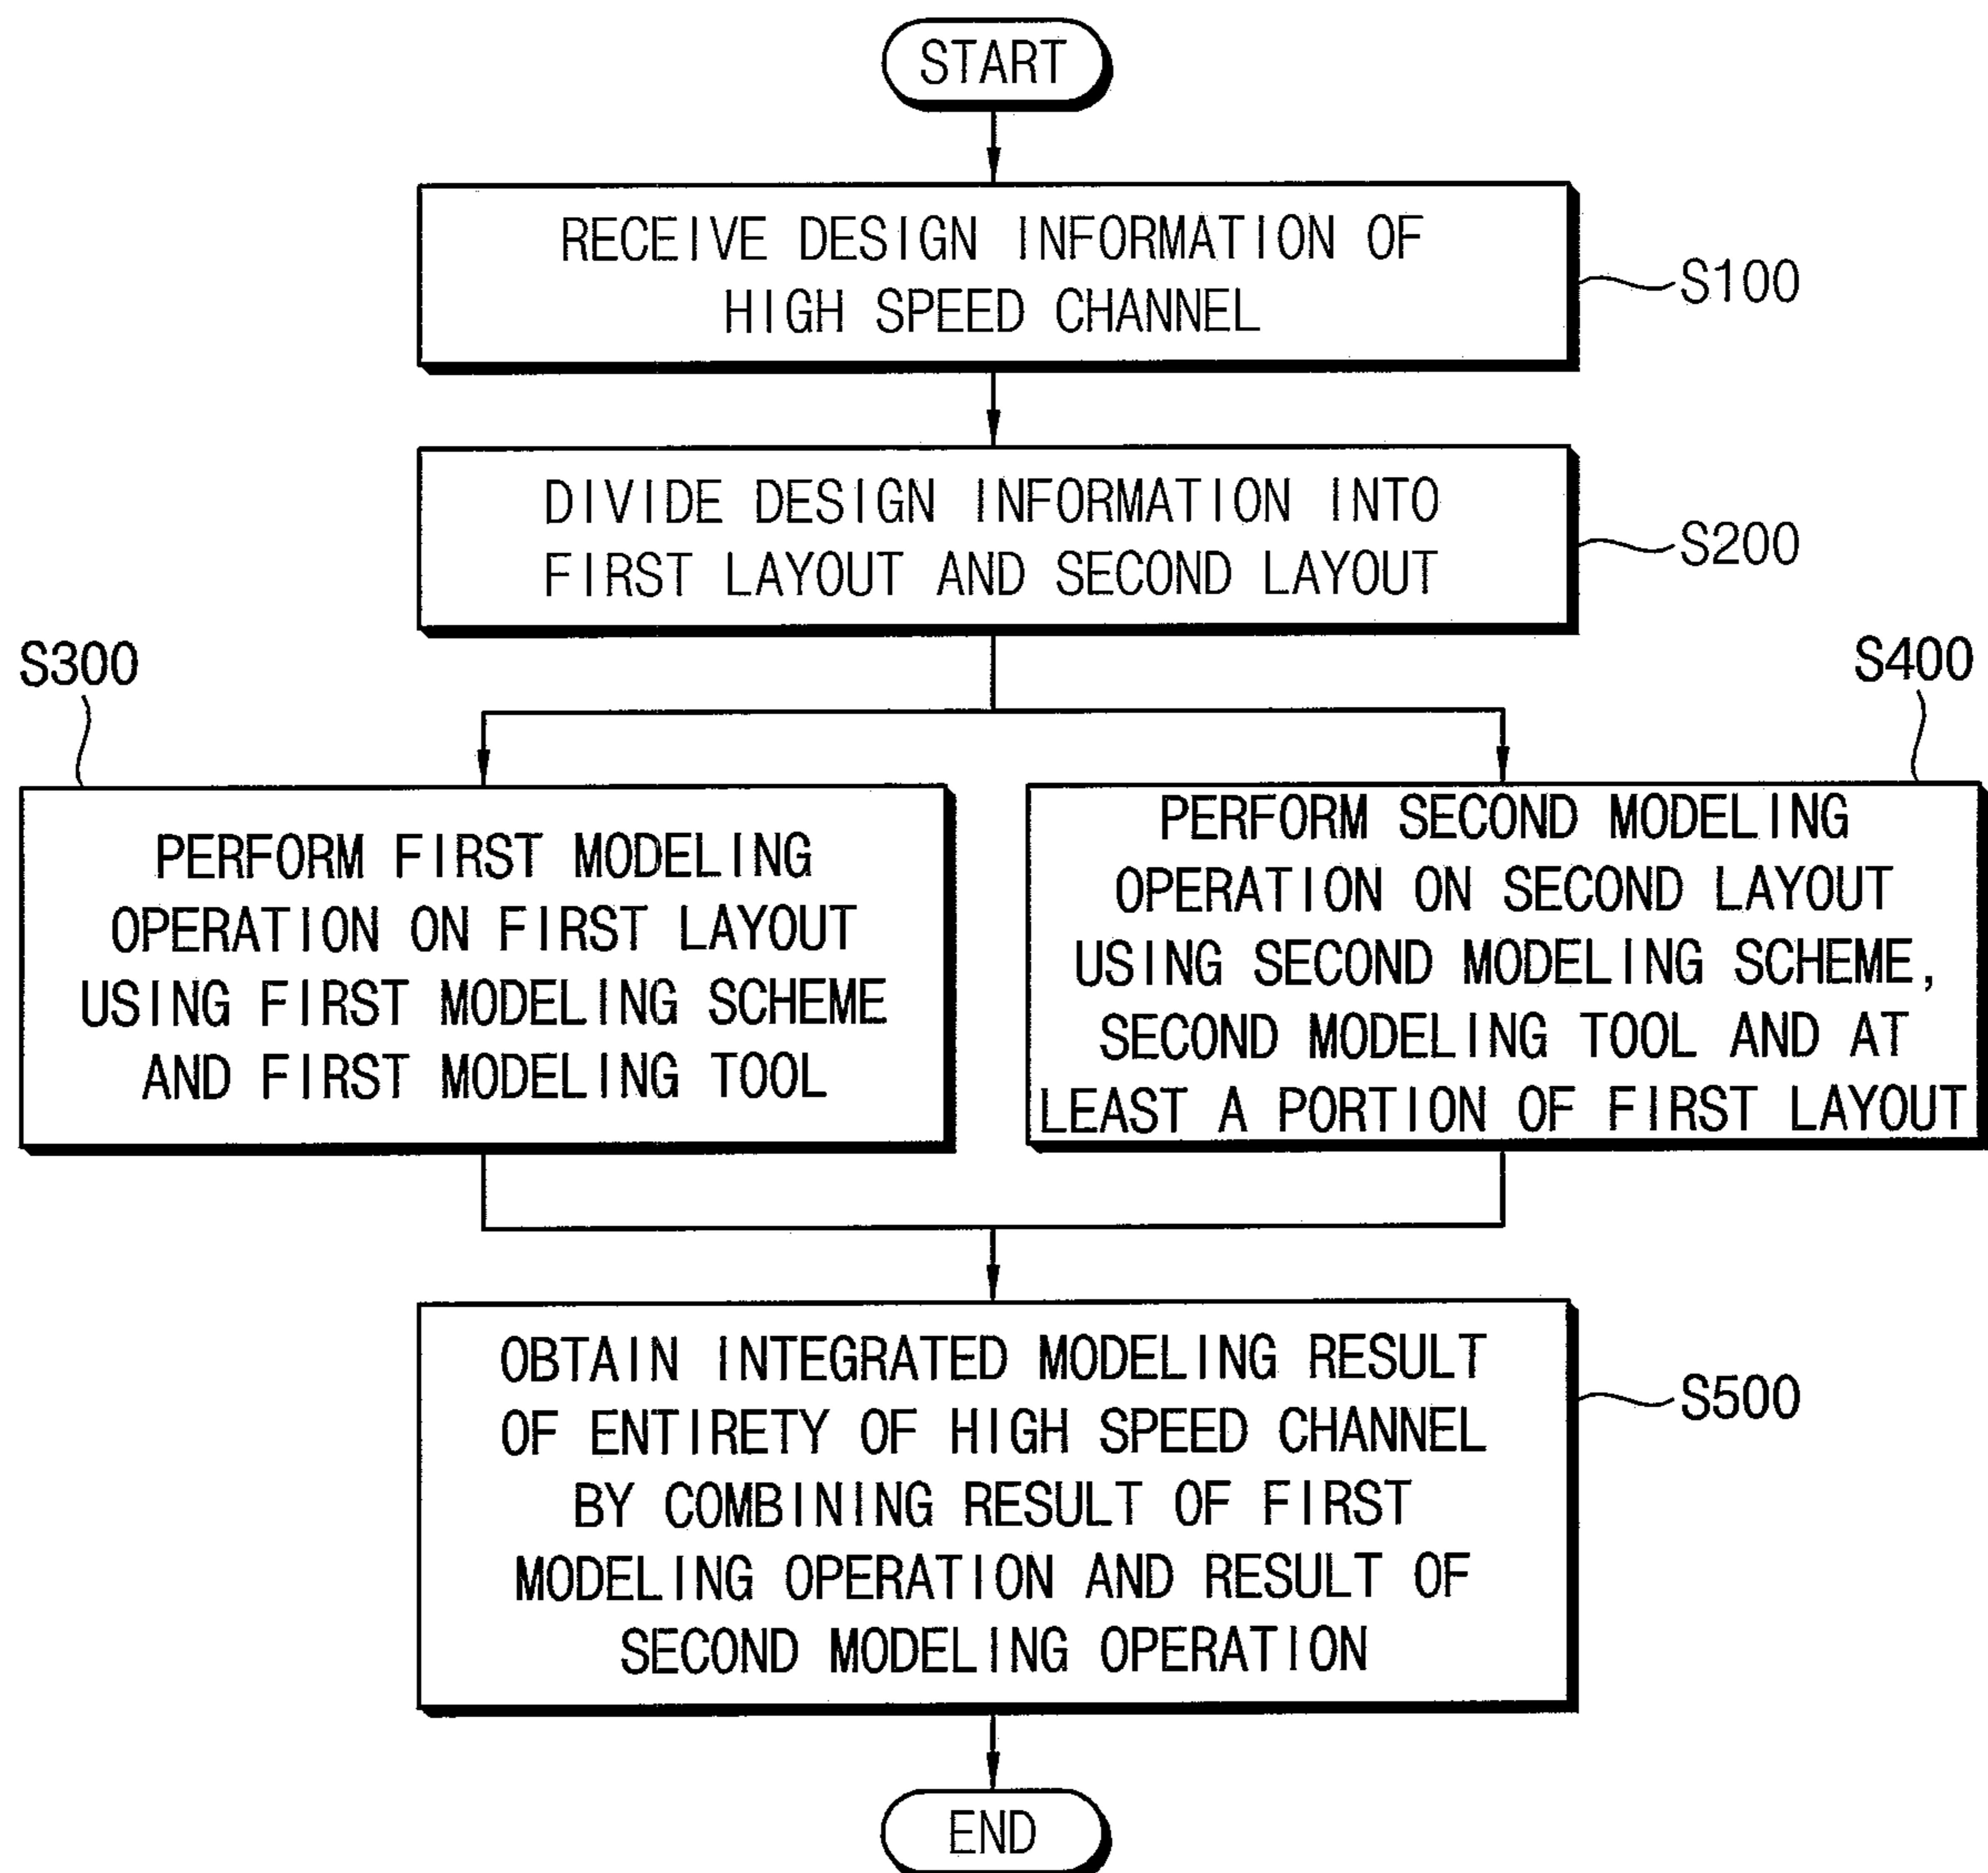 START
RECEIVE DESIGN INFORMATION OF
HIGH SPEED CHANNEL
S100
DIVIDE DESIGN INFORMATION INTO
FIRST LAYOUT AND SECOND LAYOUT
S200
S300
PERFORM FIRST MODELING
OPERATION ON FIRST LAYOUT
USING FIRST MODELING SCHEME
AND FIRST MODELING TOOL
S400
PERFORM SECOND MODELING
OPERATION ON SECOND LAYOUT
USING SECOND MODELING SCHEME,
SECOND MODELING TOOL AND AT
LEAST A PORTION OF FIRST LAYOUT
OBTAIN INTEGRATED MODELING RESULT
OF ENTIRETY OF HIGH SPEED CHANNEL
BY COMBINING RESULT OF FIRST
MODELING OPERATION AND RESULT OF
SECOND MODELING OPERATION
S500
END